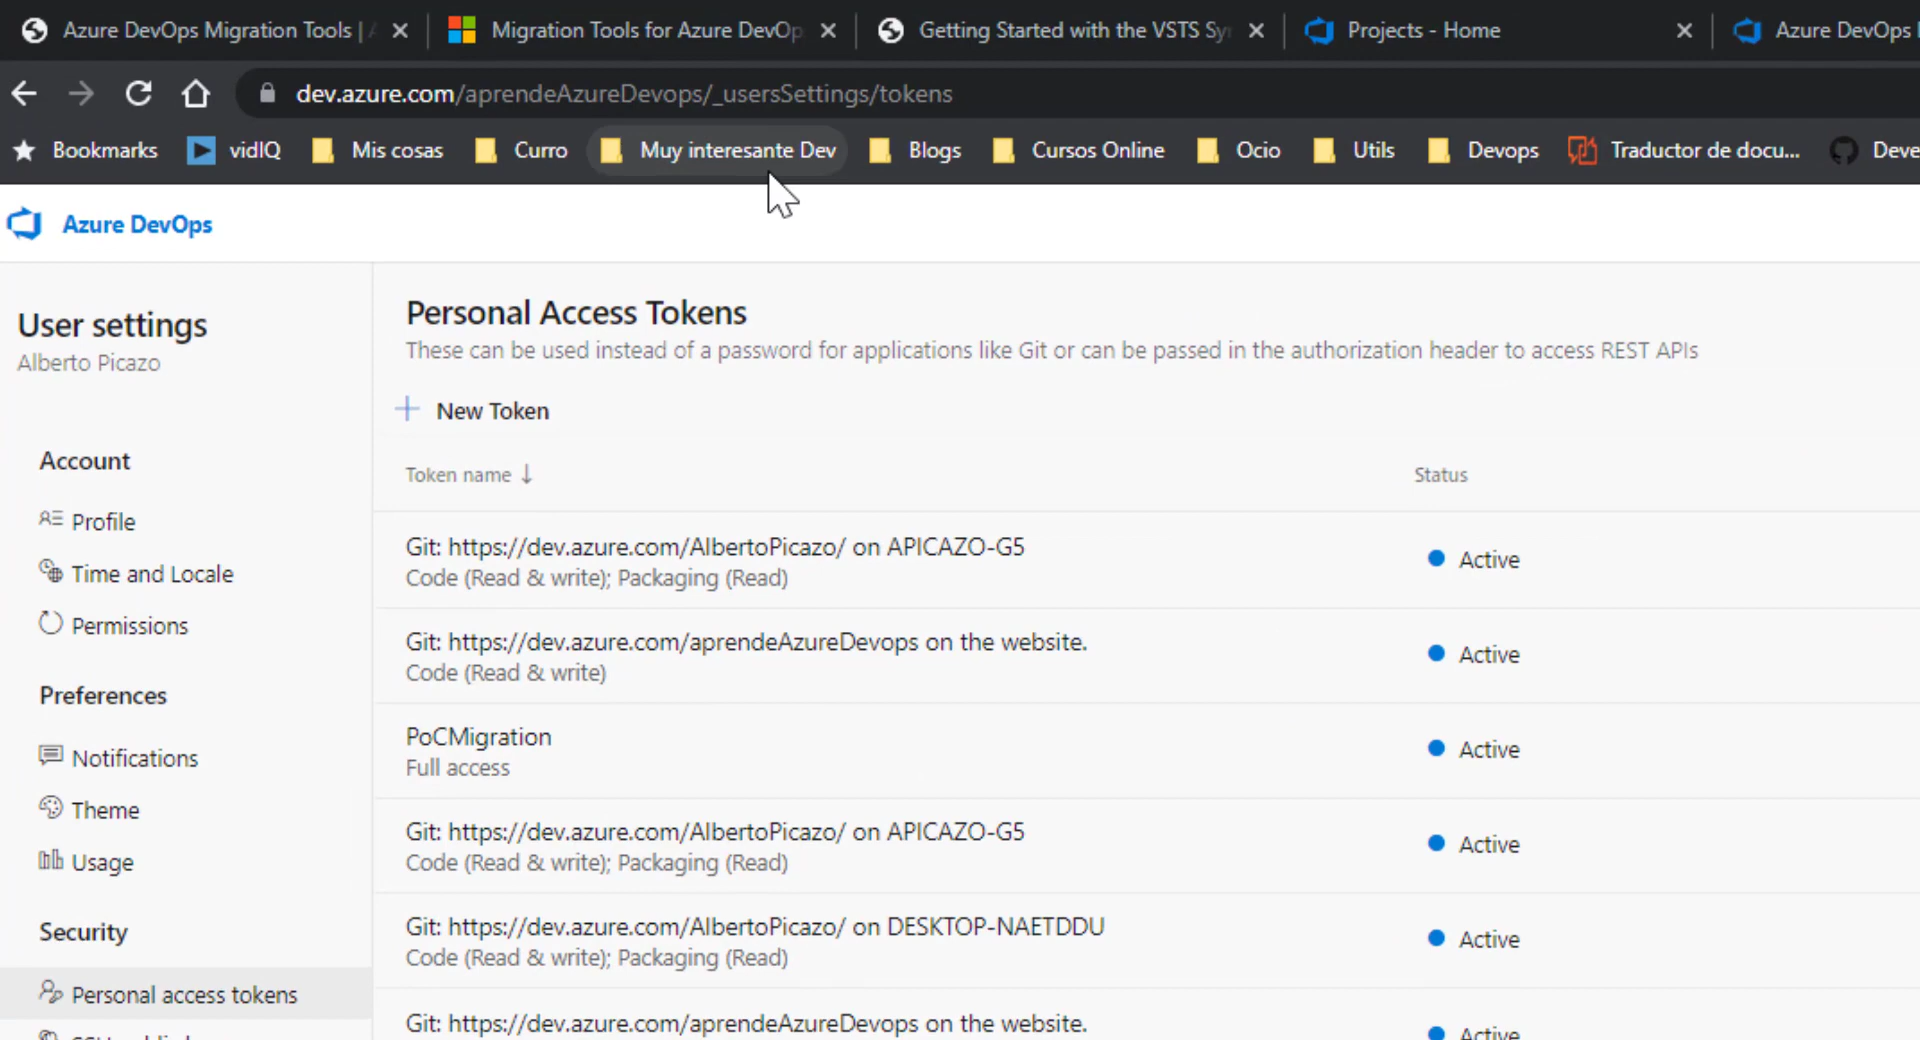 Azure DevOps Migration Tools |
Migration Tools for Azure DevOp
Getting Started with the VSTS Sy
Projects - Home
Azure DevOps
dev.azure.com/aprendeAzureDevops/_usersSettings/tokens
Bookmarks
vidIQ
Mis cosas
Curro
Muy interesante Dev
Blogs
Cursos Online
Ocio
Utils
Devops
Traductor de docu...
Deve
Azure DevOps
User settings
Alberto Picazo
Account
Profile
Time and Locale
Permissions
Preferences
Notifications
Theme
Usage
Security
Personal access tokens
Personal Access Tokens
These can be used instead of a password for applications like Git or can be passed in the authorization header to access REST APIs
New Token
Token name ↓
Status
Git: https://dev.azure.com/AlbertoPicazo/ on APICAZO-G5
Code (Read & write); Packaging (Read)
Active
Git: https://dev.azure.com/aprendeAzureDevops on the website.
Code (Read & write)
Active
PoCMigration
Full access
Active
Git: https://dev.azure.com/AlbertoPicazo/ on APICAZO-G5
Code (Read & write); Packaging (Read)
Active
Git: https://dev.azure.com/AlbertoPicazo/ on DESKTOP-NAETDDU
Code (Read & write); Packaging (Read)
Active
Git: https://dev.azure.com/aprendeAzureDevops on the website.
Active